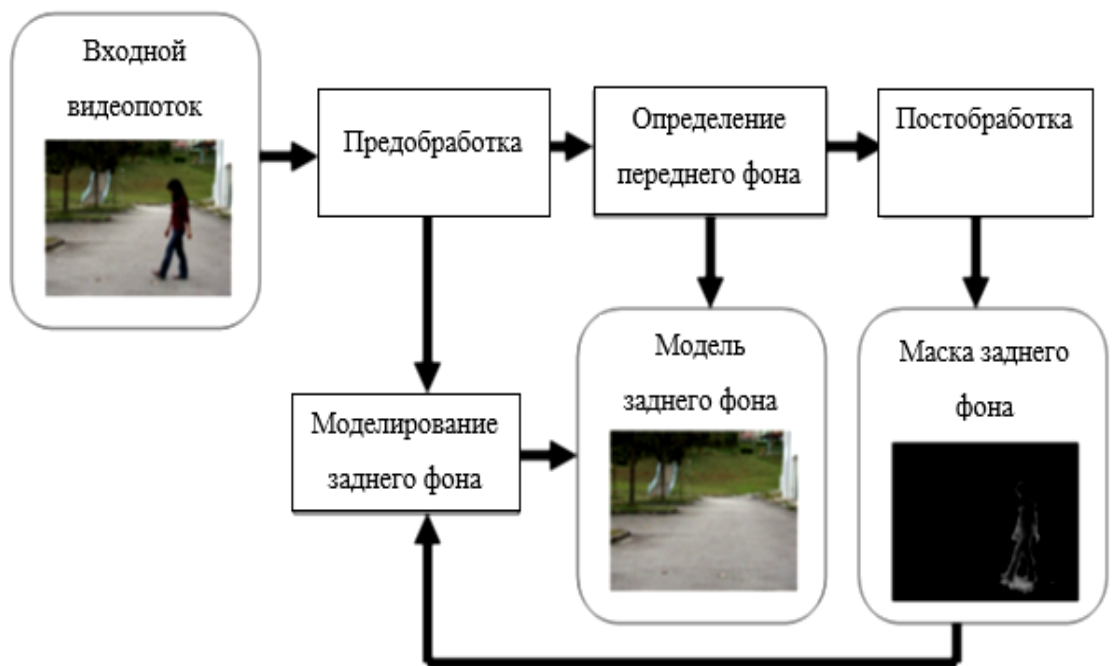 Входной
видеопоток
Предобработка
Определение
переднего фона
Постобработка
Моделирование
заднего фона
Модель
заднего фона
Маска заднего
фона